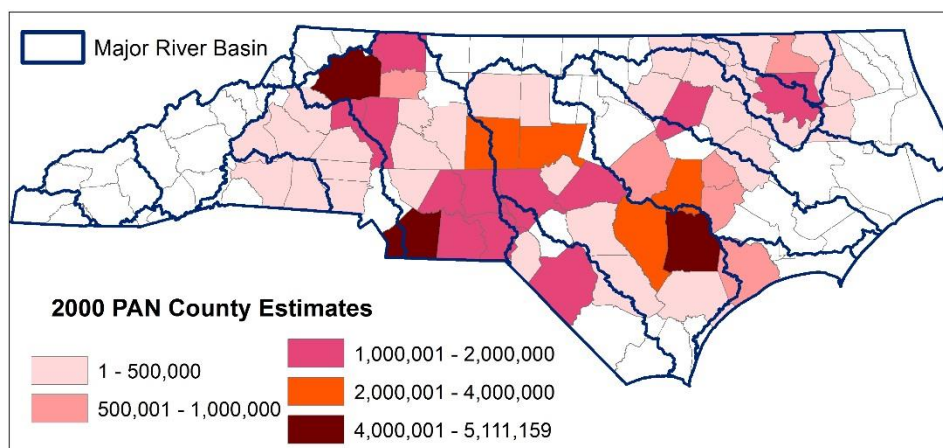 Major River Basin
2000 PAN County Estimates
1 - 500,000
500,001 - 1,000,000
1,000,001 - 2,000,000
2,000,001 - 4,000,000
4,000,001 - 5,111,159